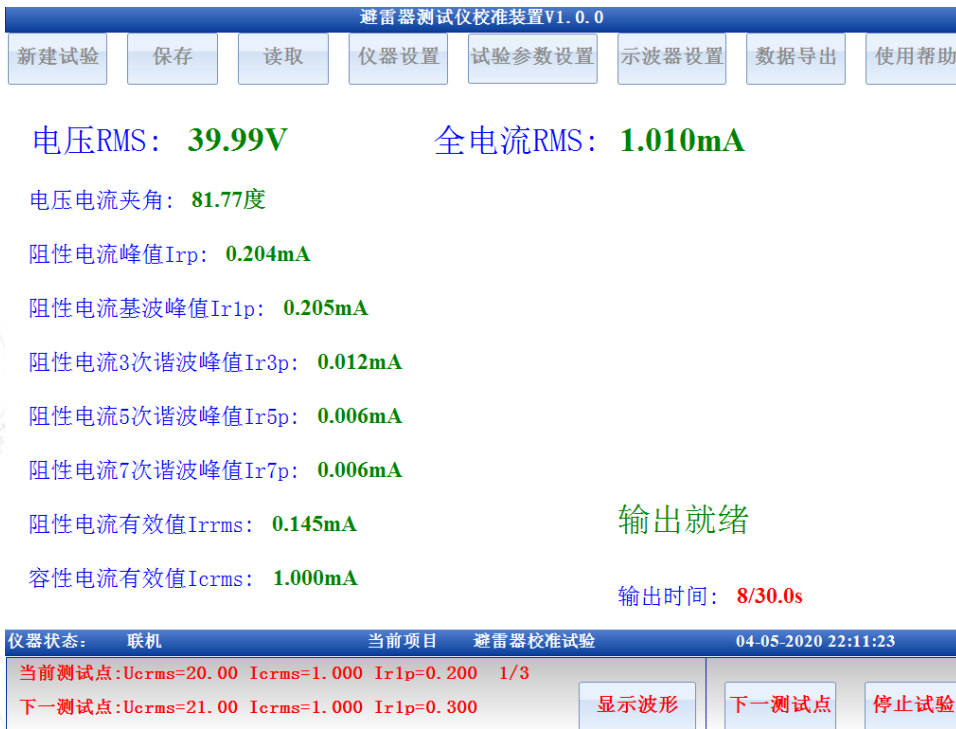 避雷器测试仪校准装置V1.0.0
新建试验 保存 读取 仪器设置 试验参数设置 示波器设置 数据导出 使用帮助
电压RMS: 39.99V 全电流RMS: 1.010mA
电压电流夹角: 81.77度
阻性电流峰值Irp: 0.204mA
阻性电流基波峰值Ir1p: 0.205mA
阻性电流3次谐波峰值Ir3p: 0.012mA
阻性电流5次谐波峰值Ir5p: 0.006mA
阻性电流7次谐波峰值Ir7p: 0.006mA
阻性电流有效值Irrms: 0.145mA
输出就绪
容性电流有效值Icrms: 1.000mA
输出时间: 8/30.0s
仪器状态: 联机 当前项目 避雷器校准试验 04-05-2020 22:11:23
当前测试点:Ucrms=20.00 Icrms=1.000 Ir1p=0.200 1/3
下一测试点:Ucrms=21.00 Icrms=1.000 Ir1p=0.300
显示波形 下一测试点 停止试验